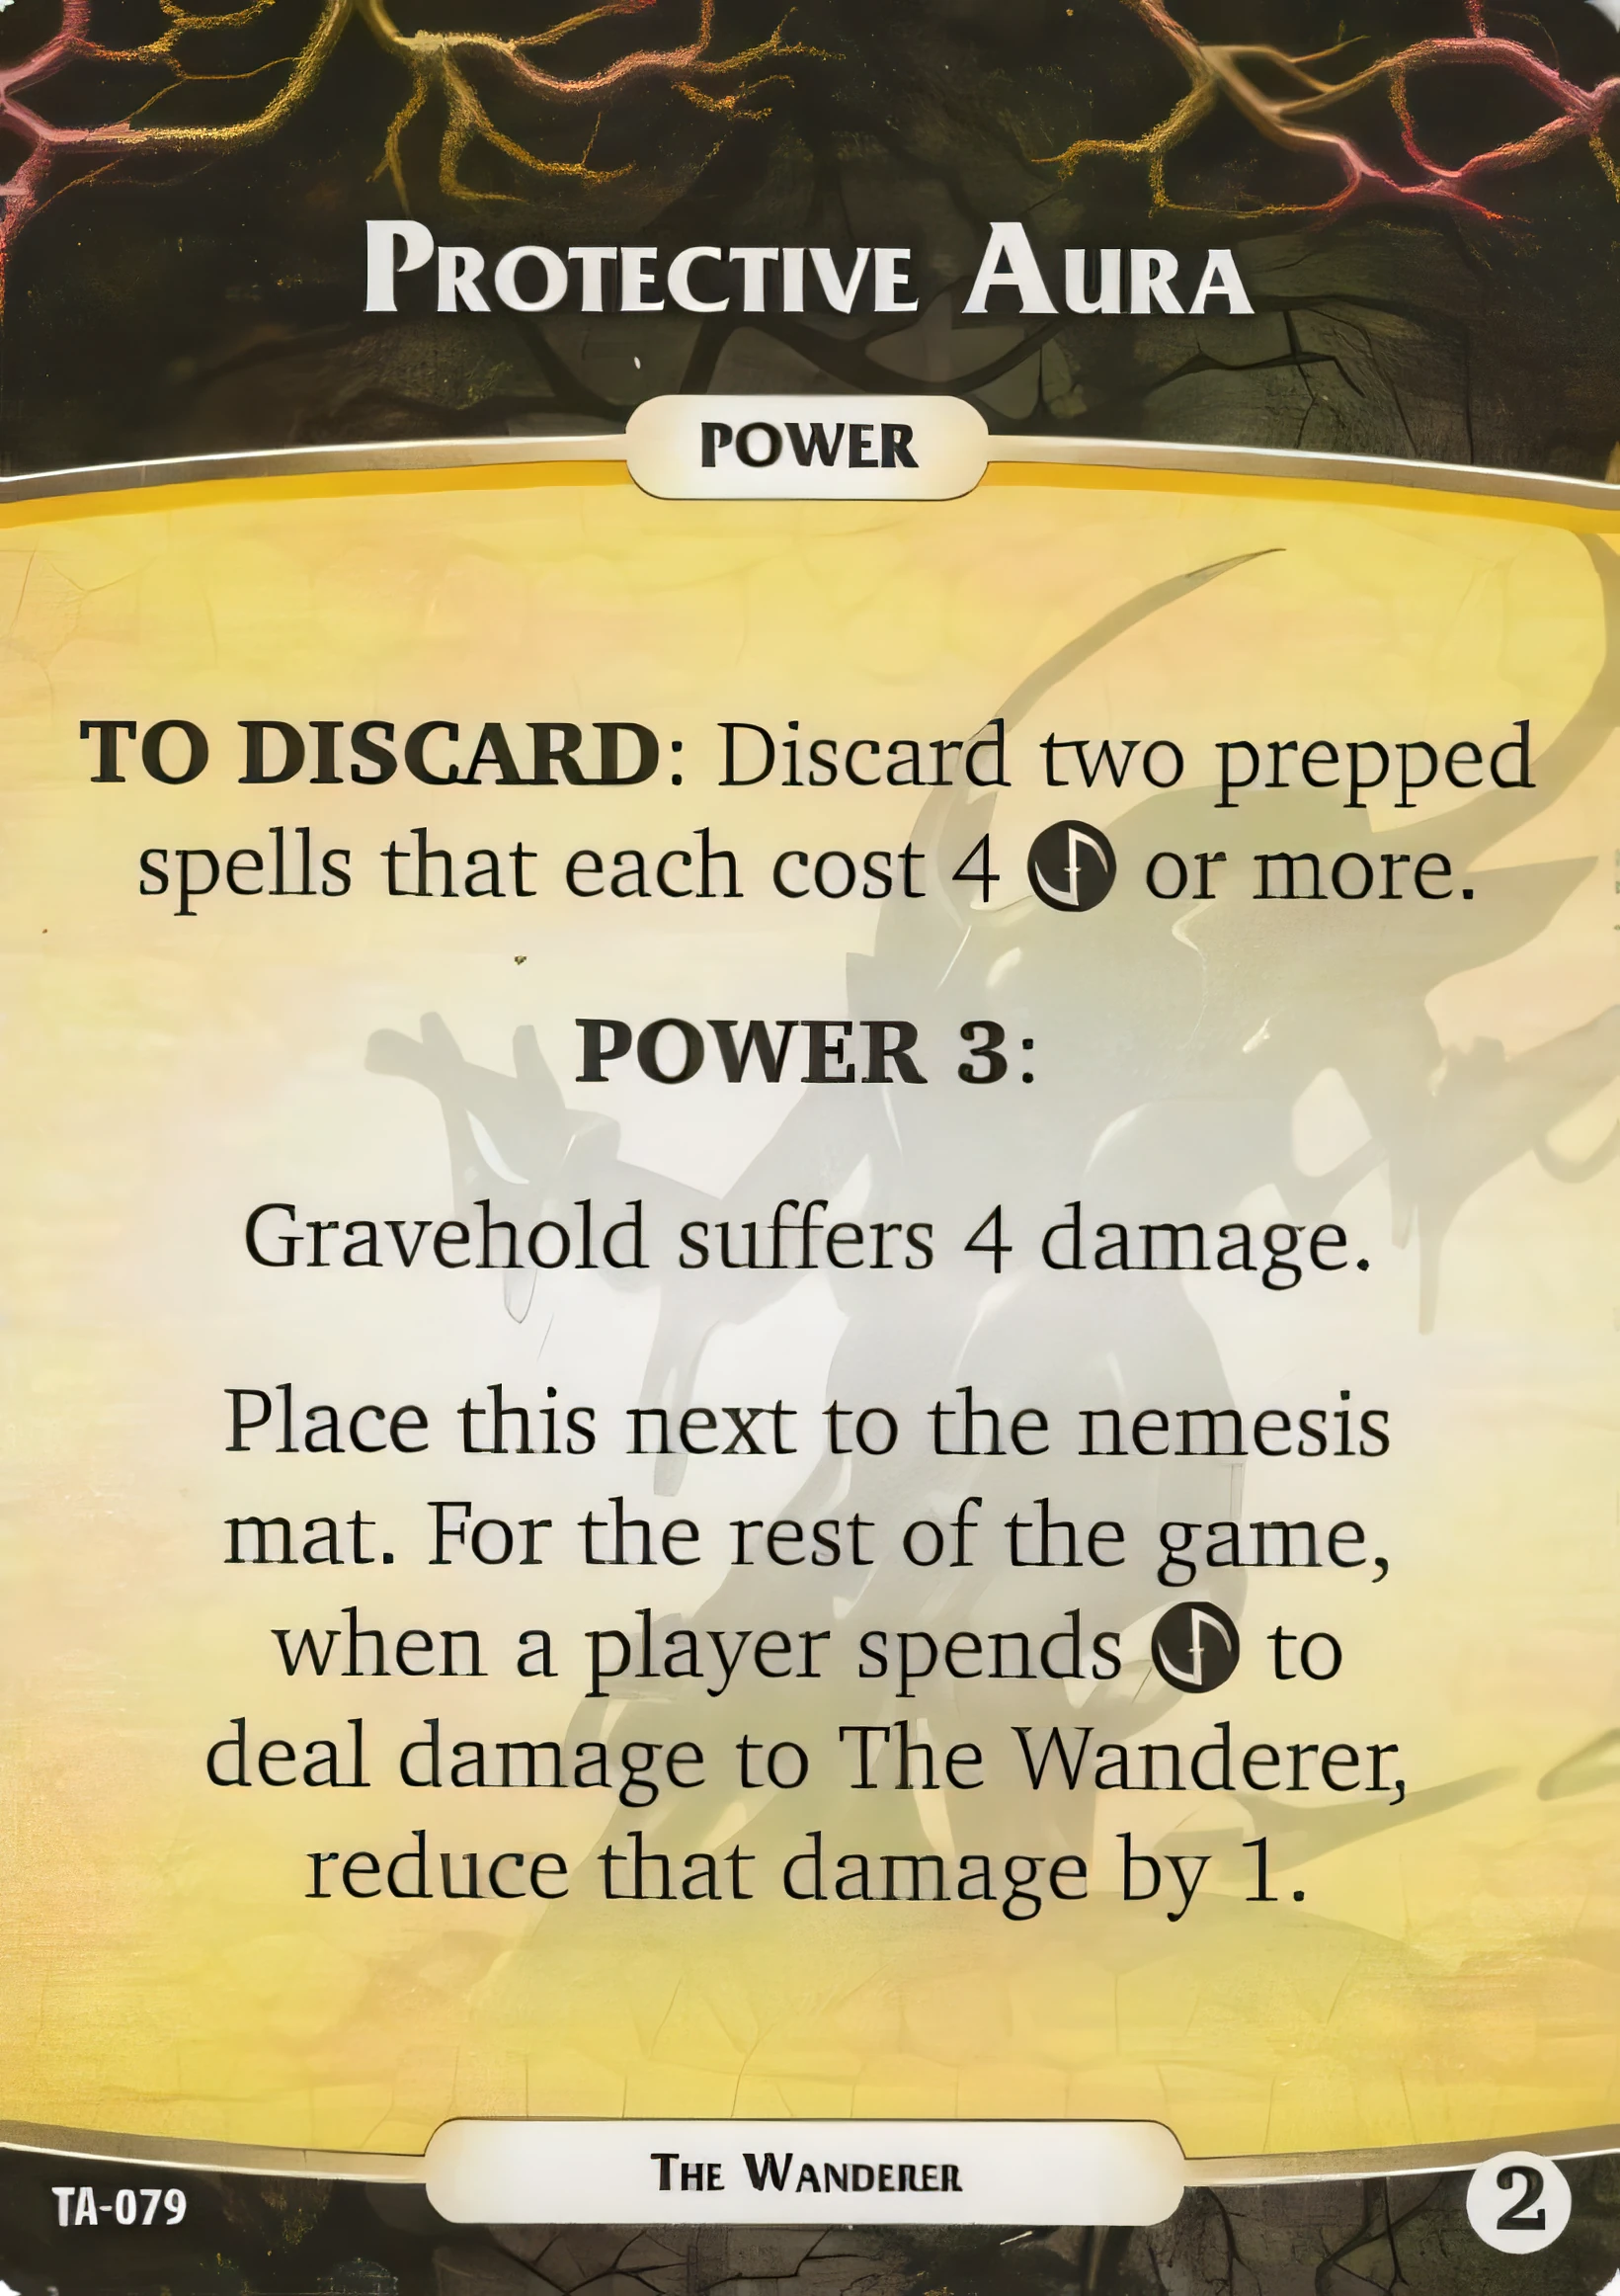 PROTECTIVE AURA
POWER
TO DISCARD: Discard two prepped
spells that each cost 4 or more.
POWER 3:
Gravehold suffers 4 damage.
Place this next to the nemesis
mat. For the rest of the game,
when a player spends to
deal damage to The Wanderer,
reduce that damage by 1.
THE WANDERER
TA-079
2